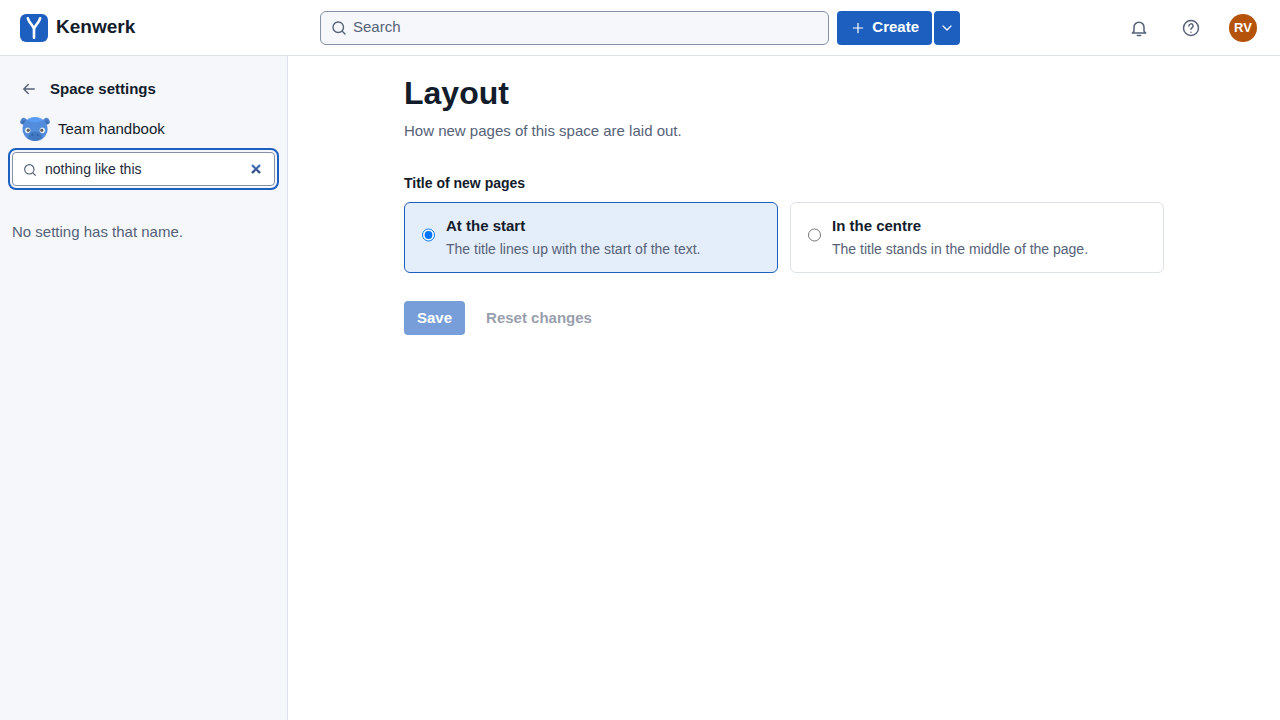 Kenwerk
Search
Create
RV
Space settings
Team handbook
nothing like this
No setting has that name.
Layout
How new pages of this space are laid out.
Title of new pages
At the start
The title lines up with the start of the text.
In the centre
The title stands in the middle of the page.
Save
Reset changes